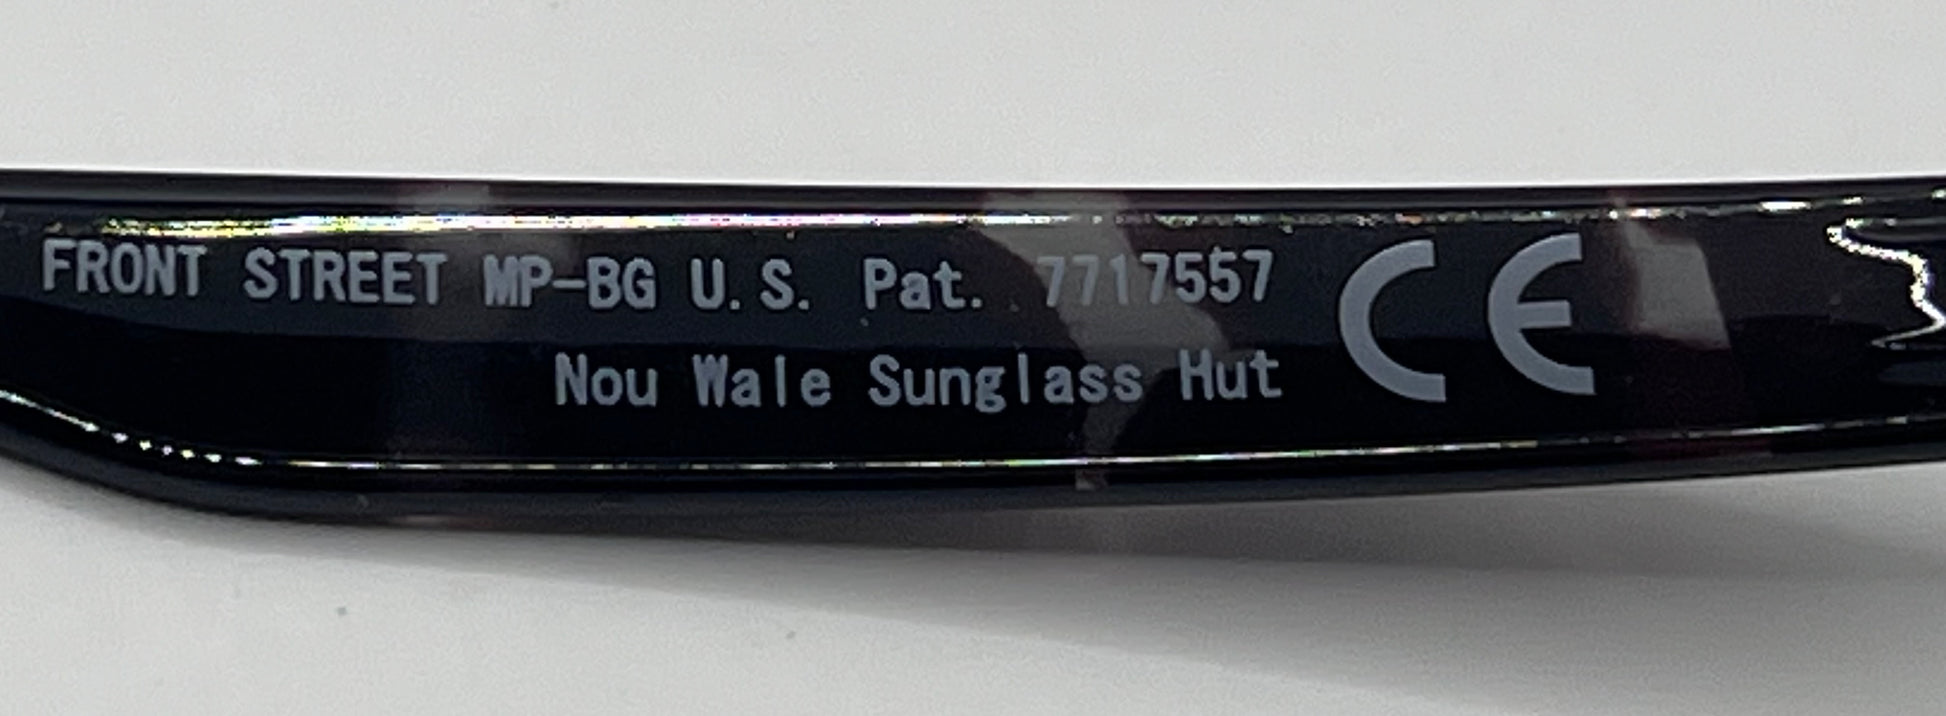 FRONT STREET MP-BG U.S. Pat. 7717557 CE
Nou Wale Sunglass Hut